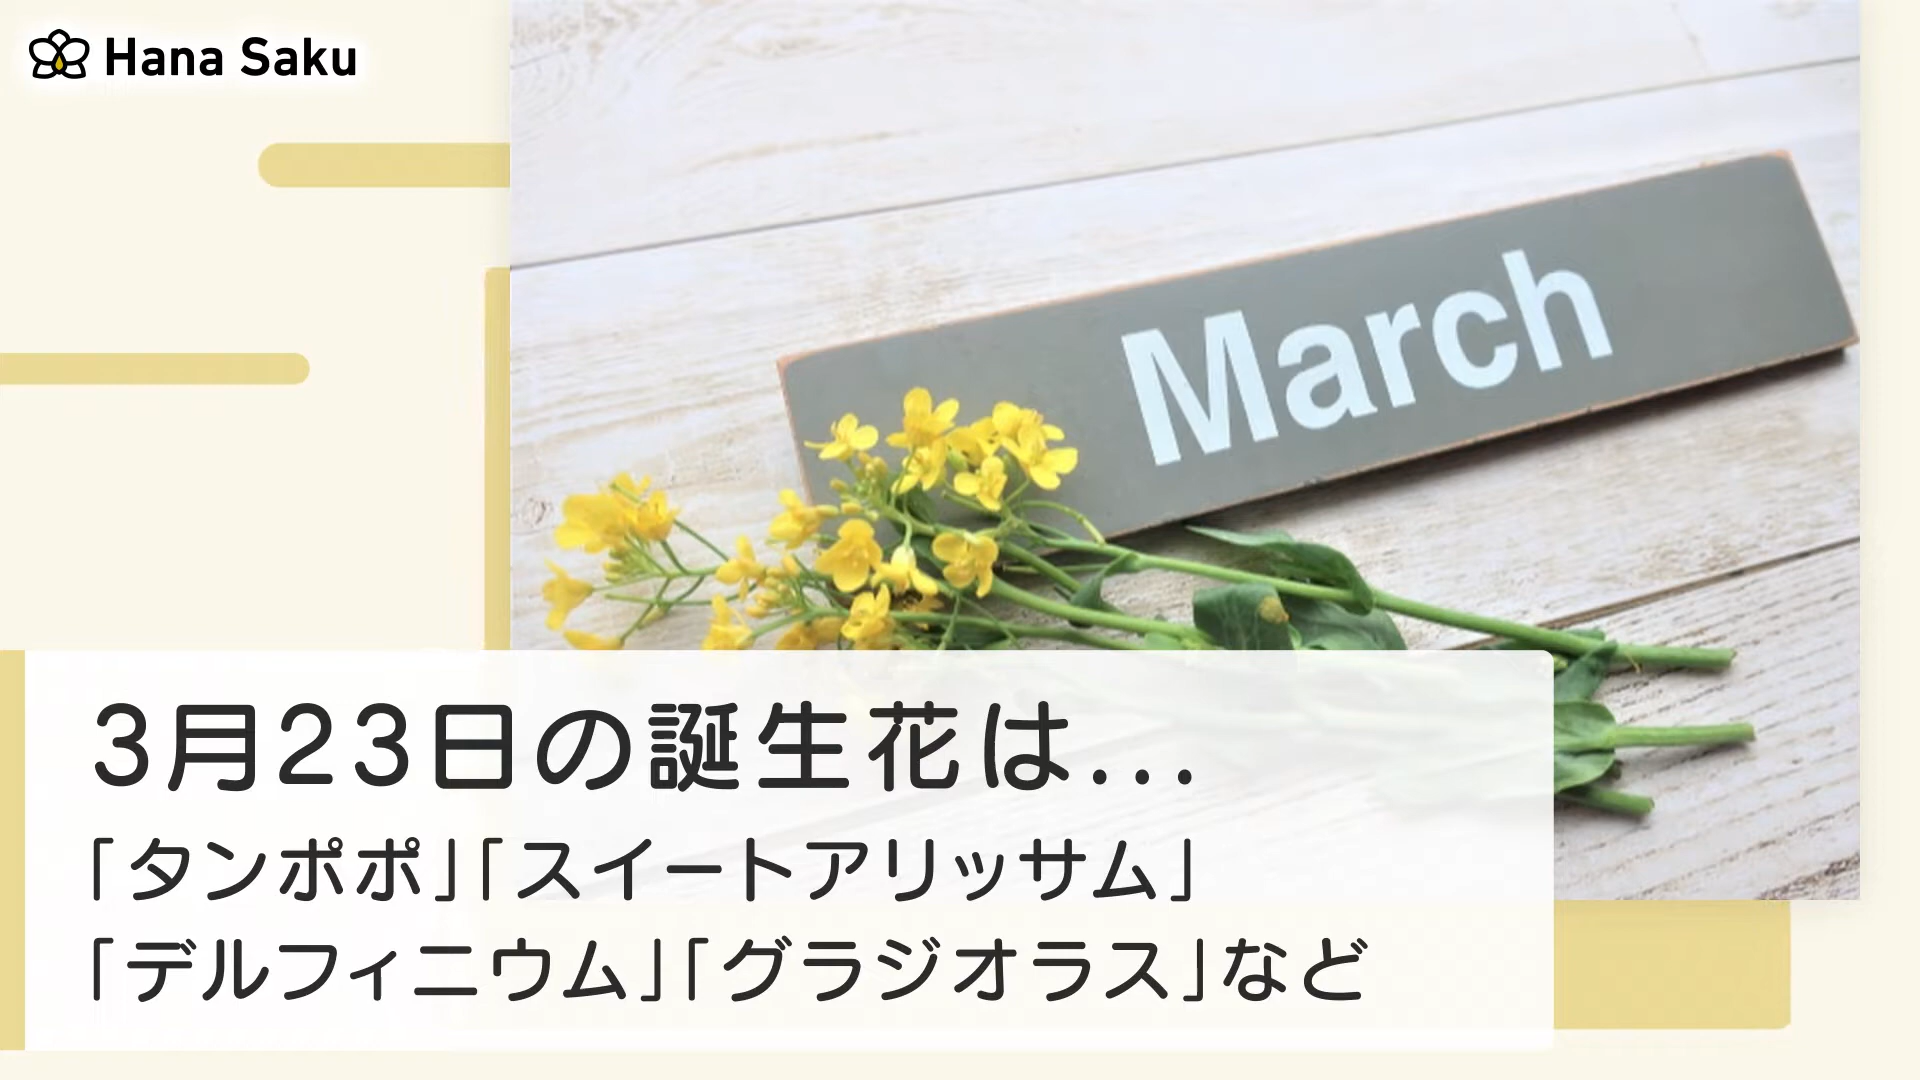 Hana Saku
March
3月23日の誕生花は...
「タンポポ」「スイートアリッサム」
「デルフィニウム」「グラジオラス」など